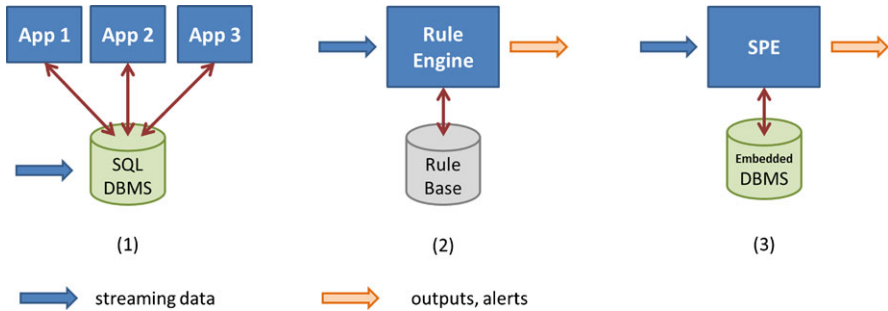 App 1
App 2
App 3
Rule
Engine
SPE
SQL
DBMS
Rule
Base
Embedded
DBMS
(1)
(2)
(3)
streaming data
outputs, alerts